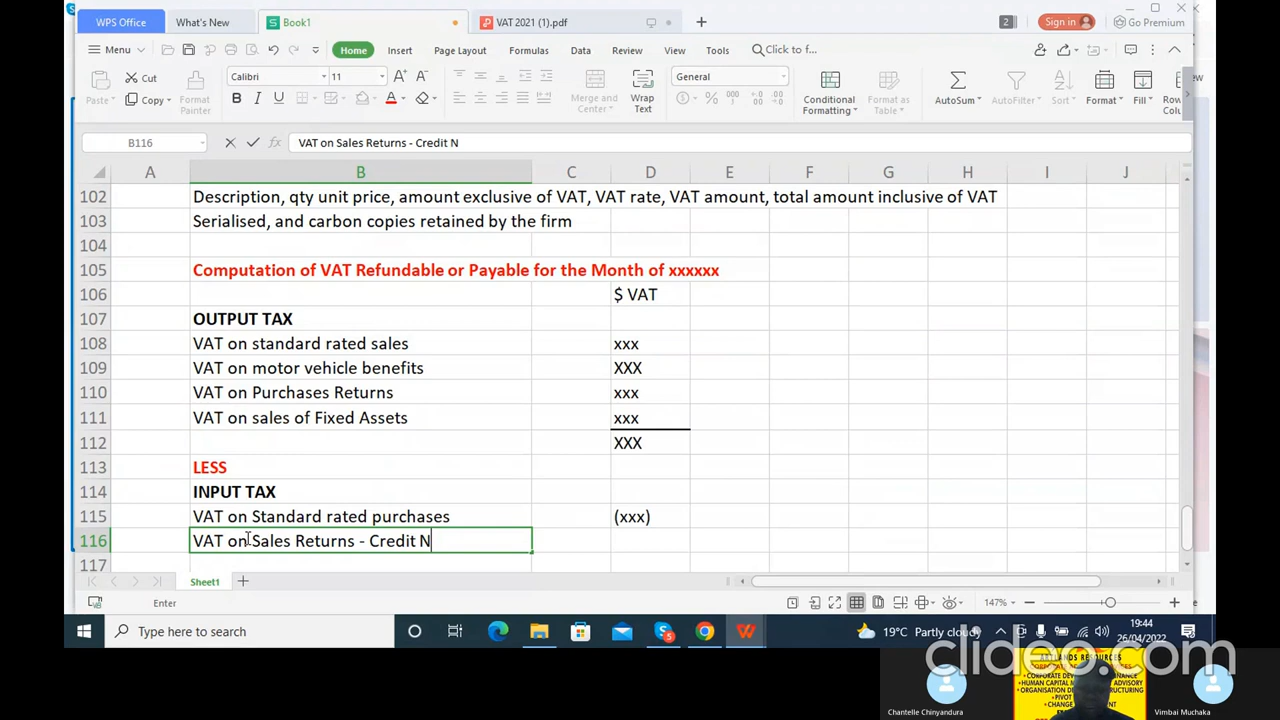 WPS Office What's New Book1 VAT 2021 (1).pdf + 2 Sign in Go Premium
Menu Home Insert Page Layout Formulas Data Review View Tools Click to f...
Paste Cut Copy Format Painter Calibri 11 A+ A- B I U A Merge and Center Wrap Text General Conditional Formatting Format as Table AutoSum AutoFilter Sort Format Fill
B116 fx VAT on Sales Returns - Credit N
A B C D E F G H I J
102 Description, qty unit price, amount exclusive of VAT, VAT rate, VAT amount, total amount inclusive of VAT
103 Serialised, and carbon copies retained by the firm
104
105 Computation of VAT Refundable or Payable for the Month of xxxxxx
106 $ VAT
107 OUTPUT TAX
108 VAT on standard rated sales xxx
109 VAT on motor vehicle benefits XXX
110 VAT on Purchases Returns xxx
111 VAT on sales of Fixed Assets xxx
112 XXX
113 LESS
114 INPUT TAX
115 VAT on Standard rated purchases (xxx)
116 VAT on Sales Returns - Credit N
117
Sheet1 +
Enter 147% - +
Type here to search 19°C Partly cloudy 19:44
26/04/2022
clideo.com
ARTLANDS RESOURCES
Chantelle Chinyandura Vimbai Muchaka